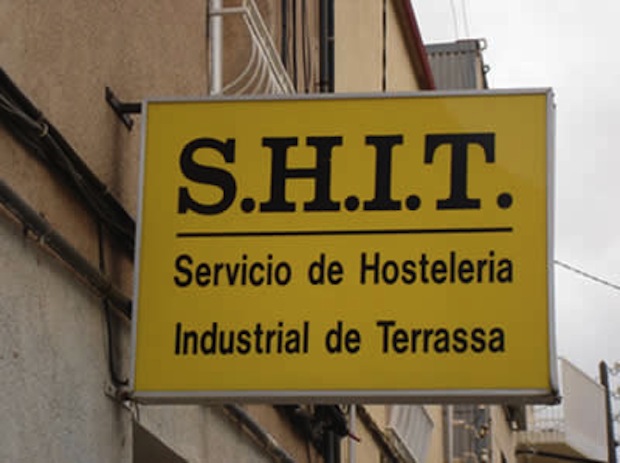 S.H.I.T.
Servicio de Hosteleria
Industrial de Terrassa